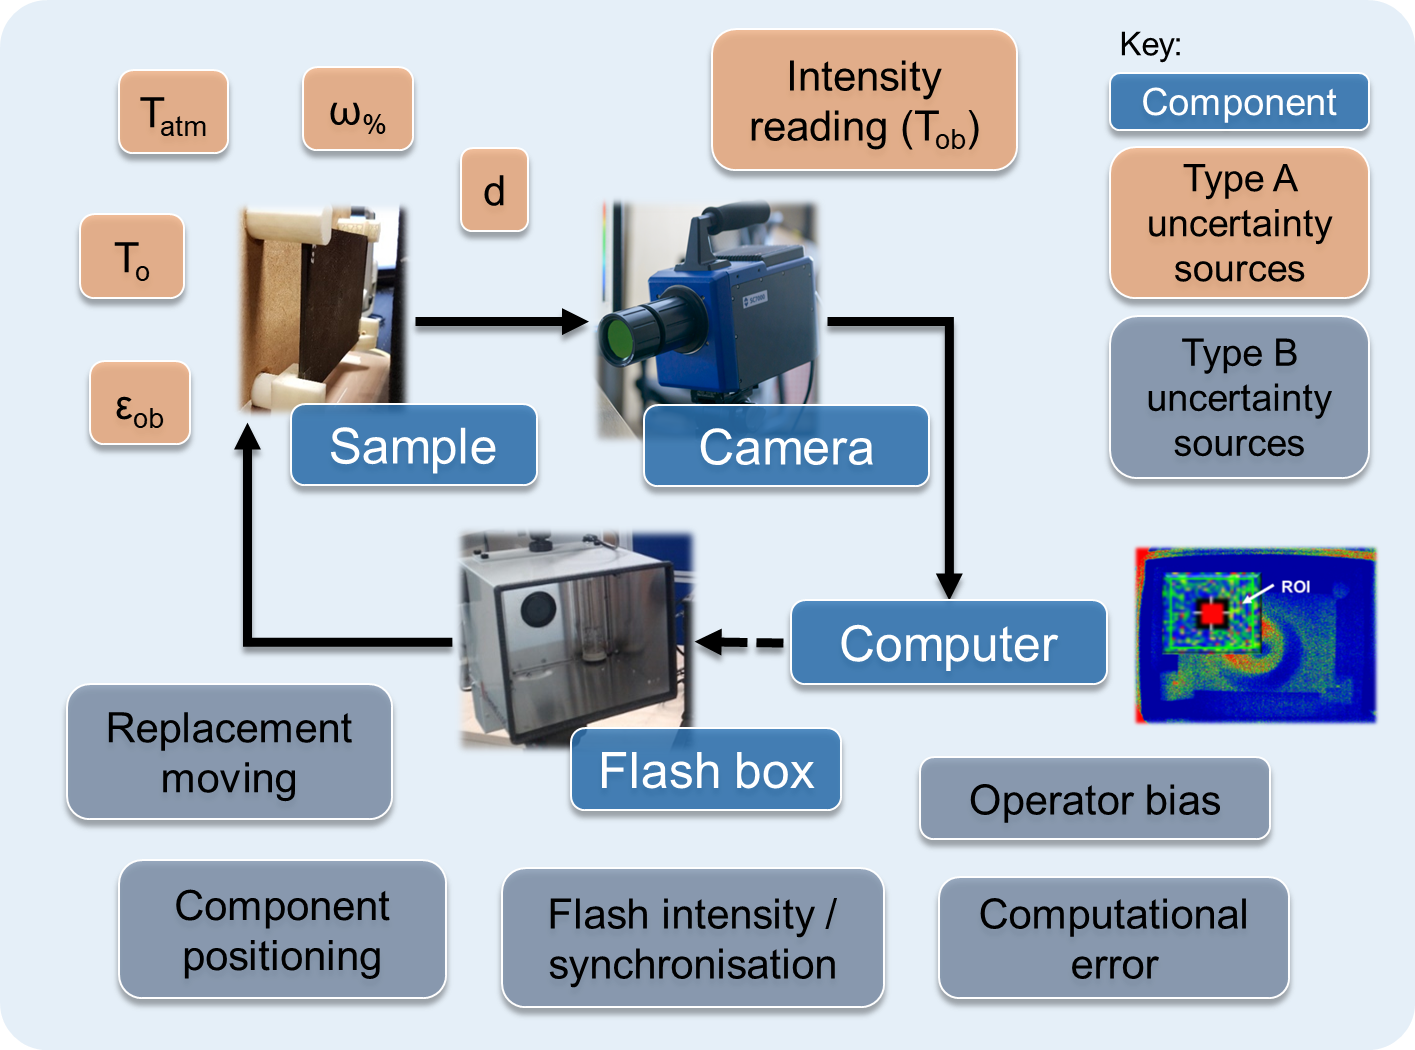 Key:
Component
Type A
uncertainty
sources
Type B
uncertainty
sources
Intensity
reading (Tob)
Tatm
ω%
d
To
εob
Sample
Camera
Computer
ROI
Flash box
Replacement
moving
Operator bias
Component
positioning
Flash intensity /
synchronisation
Computational
error